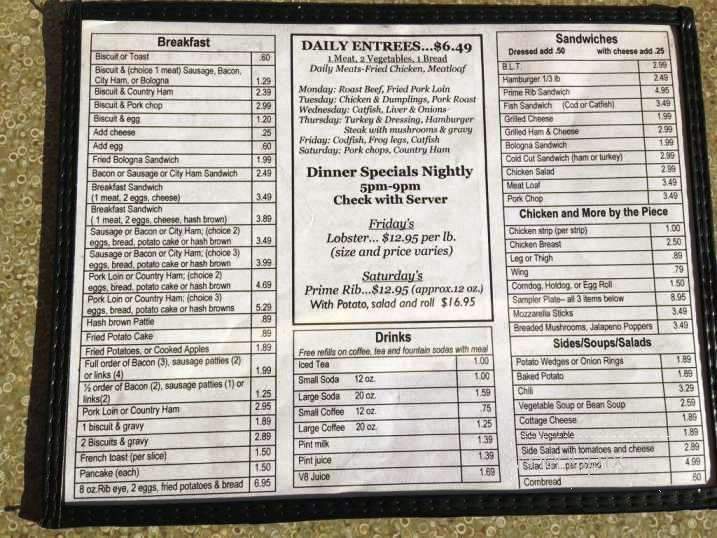 Breakfast
Biscuit or Toast .60
Biscuit & (choice 1 meat) Sausage, Bacon,
City Ham, or Bologna 1.29
Biscuit & Country Ham 2.39
Biscuit & Pork chop 2.99
Biscuit & egg 1.20
Add cheese .25
Add egg .60
Fried Bologna Sandwich 1.99
Bacon or Sausage or City Ham Sandwich 2.49
Breakfast Sandwich
(1 meat, 2 eggs, cheese) 3.49
Breakfast Sandwich
( 1 meat, 2 eggs, cheese, hash brown) 3.89
Sausage or Bacon or City Ham; (choice 2)
eggs, bread, potato cake or hash brown 3.49
Sausage or Bacon or City Ham; (choice 3)
eggs, bread, potato cake or hash brown 3.99
Pork Loin or Country Ham; (choice 2)
eggs, bread, potato cake or hash brown 4.69
Pork Loin or Country Ham; (choice 3)
eggs, bread, potato cake or hash browns 5.29
Hash brown Pattie .89
Fried Potato Cake .89
Fried Potatoes, or Cooked Apples 1.89
Full order of Bacon (3), sausage patties (2)
or links (4) 1.99
½ order of Bacon (2), sausage patties (1) or
links(2) 1.25
Pork Loin or Country Ham 2.95
1 biscuit & gravy 1.89
2 Biscuits & gravy 2.89
French toast (per slice) 1.50
Pancake (each) 1.50
8 oz.Rib eye, 2 eggs, fried potatoes & bread 6.95
DAILY ENTREES...$6.49
1 Meat, 2 Vegetables, 1 Bread
Daily Meats-Fried Chicken, Meatloaf
Monday: Roast Beef, Fried Pork Loin
Tuesday: Chicken & Dumplings, Pork Roast
Wednesday: Catfish, Liver & Onions
Thursday: Turkey & Dressing, Hamburger
Steak with mushrooms & gravy
Friday: Codfish, Frog legs, Catfish
Saturday: Pork chops, Country Ham
Dinner Specials Nightly
5pm-9pm
Check with Server
Friday's
Lobster... $12.95 per lb.
(size and price varies)
Saturday's
Prime Rib...$12.95 (approx.12 oz.)
With Potato, salad and roll $16.95
Drinks
Free refills on coffee, tea and fountain sodas with meal
Iced Tea 1.00
Small Soda 12 oz. 1.00
Large Soda 20 oz. 1.59
Small Coffee 12 oz. .75
Large Coffee 20 oz. 1.25
Pint milk 1.39
Pint juice 1.39
V8 Juice 1.69
Sandwiches
Dressed add .50 with cheese add .25
B.L.T. 2.99
Hamburger 1/3 lb 2.49
Prime Rib Sandwich 4.95
Fish Sandwich (Cod or Catfish) 3.49
Grilled Cheese 1.99
Grilled Ham & Cheese 2.99
Bologna Sandwich 1.99
Cold Cut Sandwich (ham or turkey) 2.99
Chicken Salad 2.99
Meat Loaf 3.49
Pork Chop 3.49
Chicken and More by the Piece
Chicken strip (per strip) 1.00
Chicken Breast 2.50
Leg or Thigh .89
Wing .79
Corndog, Hotdog, or Egg Roll 1.50
Sampler Plate– all 3 items below 8.95
Mozzarella Sticks 3.49
Breaded Mushrooms, Jalapeno Poppers 3.49
Sides/Soups/Salads
Potato Wedges or Onion Rings 1.89
Baked Potato 1.89
Chili 3.29
Vegetable Soup or Bean Soup 2.59
Cottage Cheese 1.89
Side Vegetable 1.89
Side Salad with tomatoes and cheese 2.89
Salad Bar...per pound 4.99
Cornbread .60